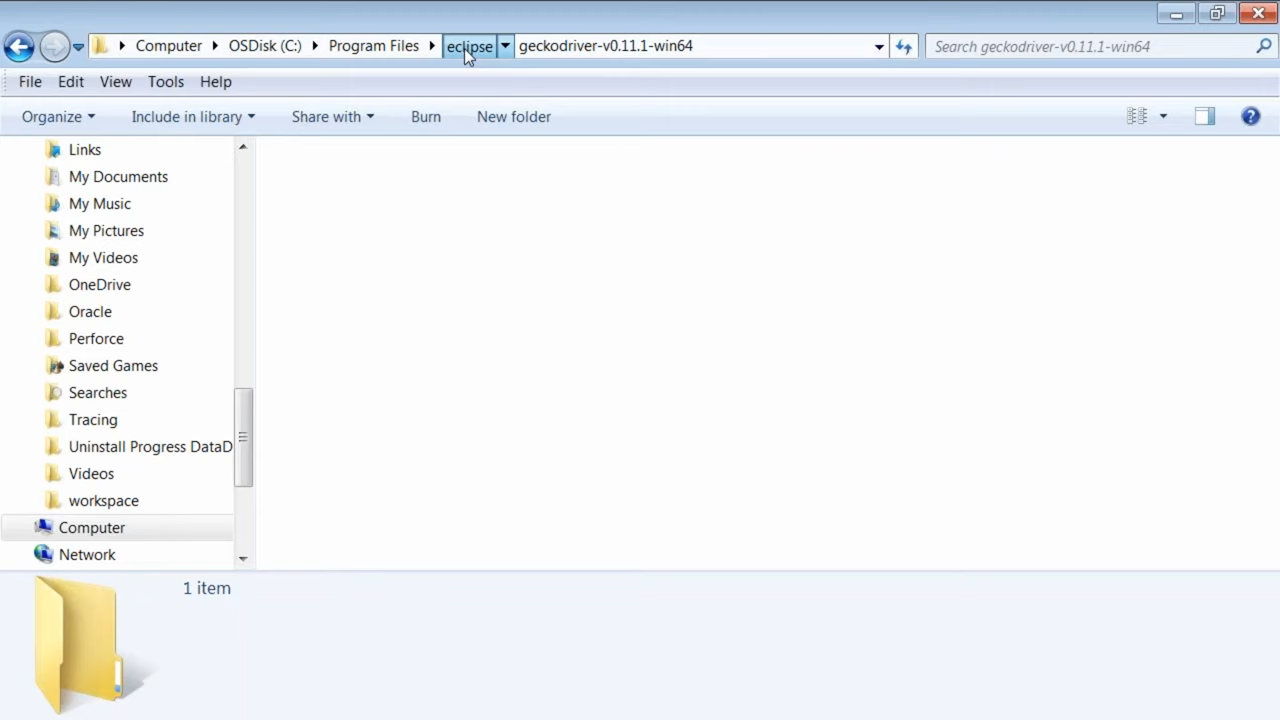 Computer OSDisk (C:) Program Files eclipse geckodriver-v0.11.1-win64 Search geckodriver-v0.11.1-win64
File Edit View Tools Help
Organize Include in library Share with Burn New folder
Links
My Documents
My Music
My Pictures
My Videos
OneDrive
Oracle
Perforce
Saved Games
Searches
Tracing
Uninstall Progress DataD
Videos
workspace
Computer
Network
1 item